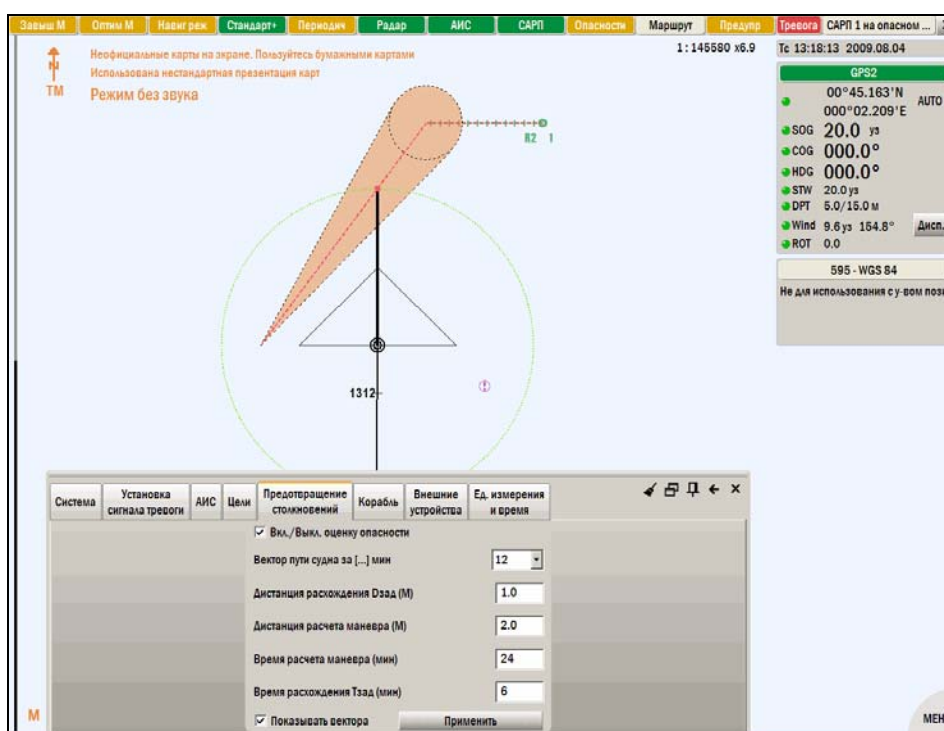 Завыш М Оптим М Навиг реж Стандарт+ Периодич Радар АИС САРП Опасности Маршрут Предупр Тревога САРП 1 на опасном ...
1:145580 x6.9
Тс 13:18:13 2009.08.04
N
ТМ
Неофициальные карты на экране. Пользуйтесь бумажными картами
Использована нестандартная презентация карт
Режим без звука
R2 1
1312
GPS2
00°45.163'N
000°02.209'E
AUTO
SOG 20.0 уз
COG 000.0°
HDG 000.0°
STW 20.0 уз
DPT 5.0/15.0 м
Wind 9.6 уз 154.8° Дисп.
ROT 0.0
595 - WGS 84
Не для использования с у-вом пози
Система
Установка сигнала тревоги
АИС
Цели
Предотвращение столкновений
Корабль
Внешние устройства
Ед. измерения и время
Вкл./Выкл. оценку опасности
Вектор пути судна за [...] мин 12
Дистанция расхождения Dзад (М) 1.0
Дистанция расчета маневра (М) 2.0
Время расчета маневра (мин) 24
Время расхождения Тзад (мин) 6
Показывать вектора Применить
М
МЕН